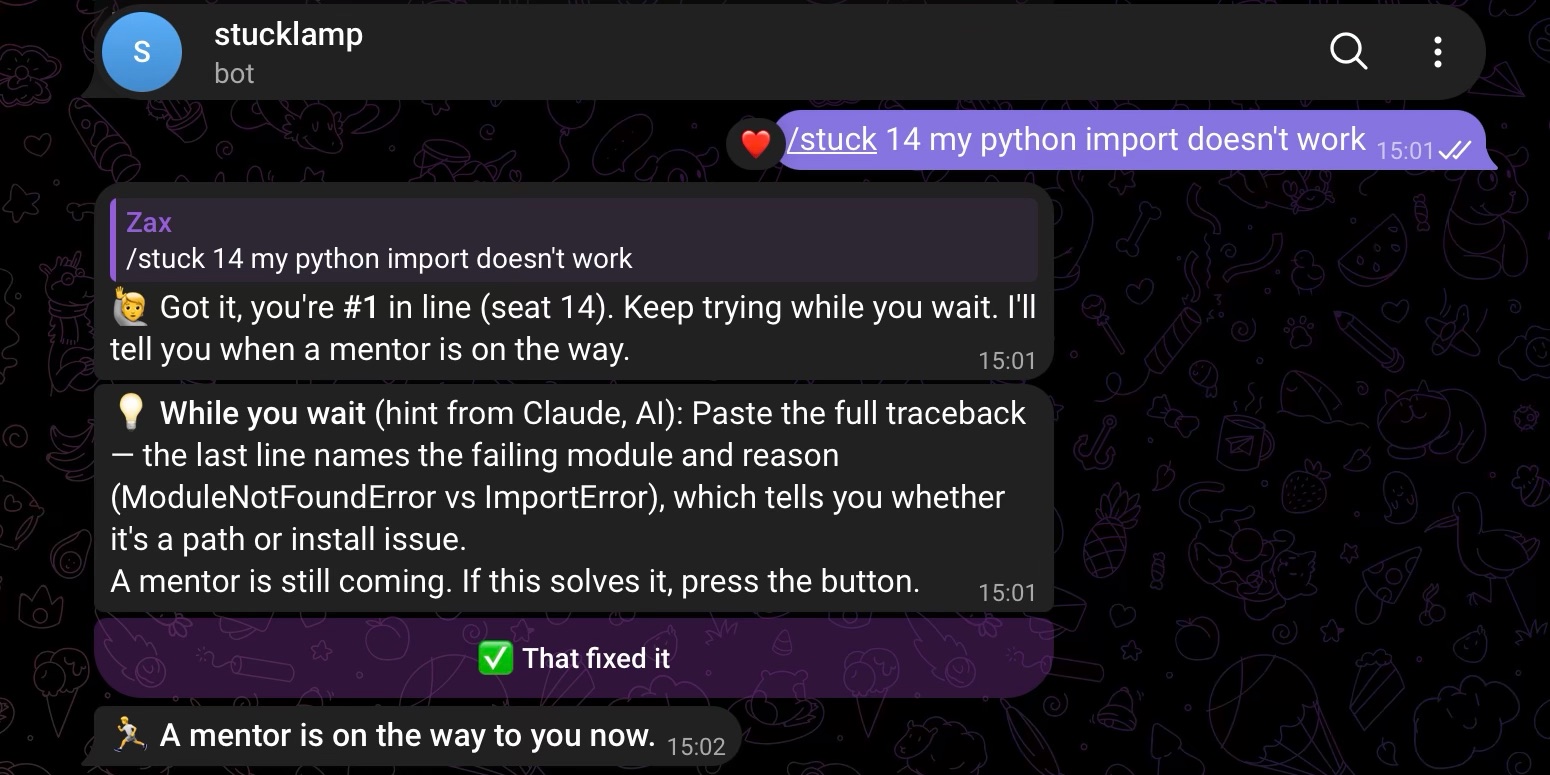 S
stucklamp
bot
/stuck 14 my python import doesn't work 15:01
Zax
/stuck 14 my python import doesn't work
🙋 Got it, you're #1 in line (seat 14). Keep trying while you wait. I'll
tell you when a mentor is on the way. 15:01
💡 While you wait (hint from Claude, AI): Paste the full traceback
— the last line names the failing module and reason
(ModuleNotFoundError vs ImportError), which tells you whether
it's a path or install issue.
A mentor is still coming. If this solves it, press the button. 15:01
✅ That fixed it
🏃 A mentor is on the way to you now. 15:02